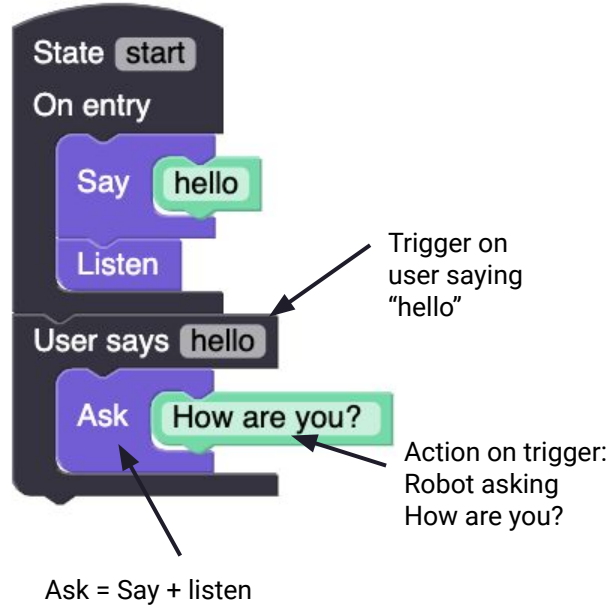 State start
On entry
Say hello
Listen
Trigger on
user saying
“hello”
User says hello
Ask How are you?
Action on trigger:
Robot asking
How are you?
Ask = Say + listen